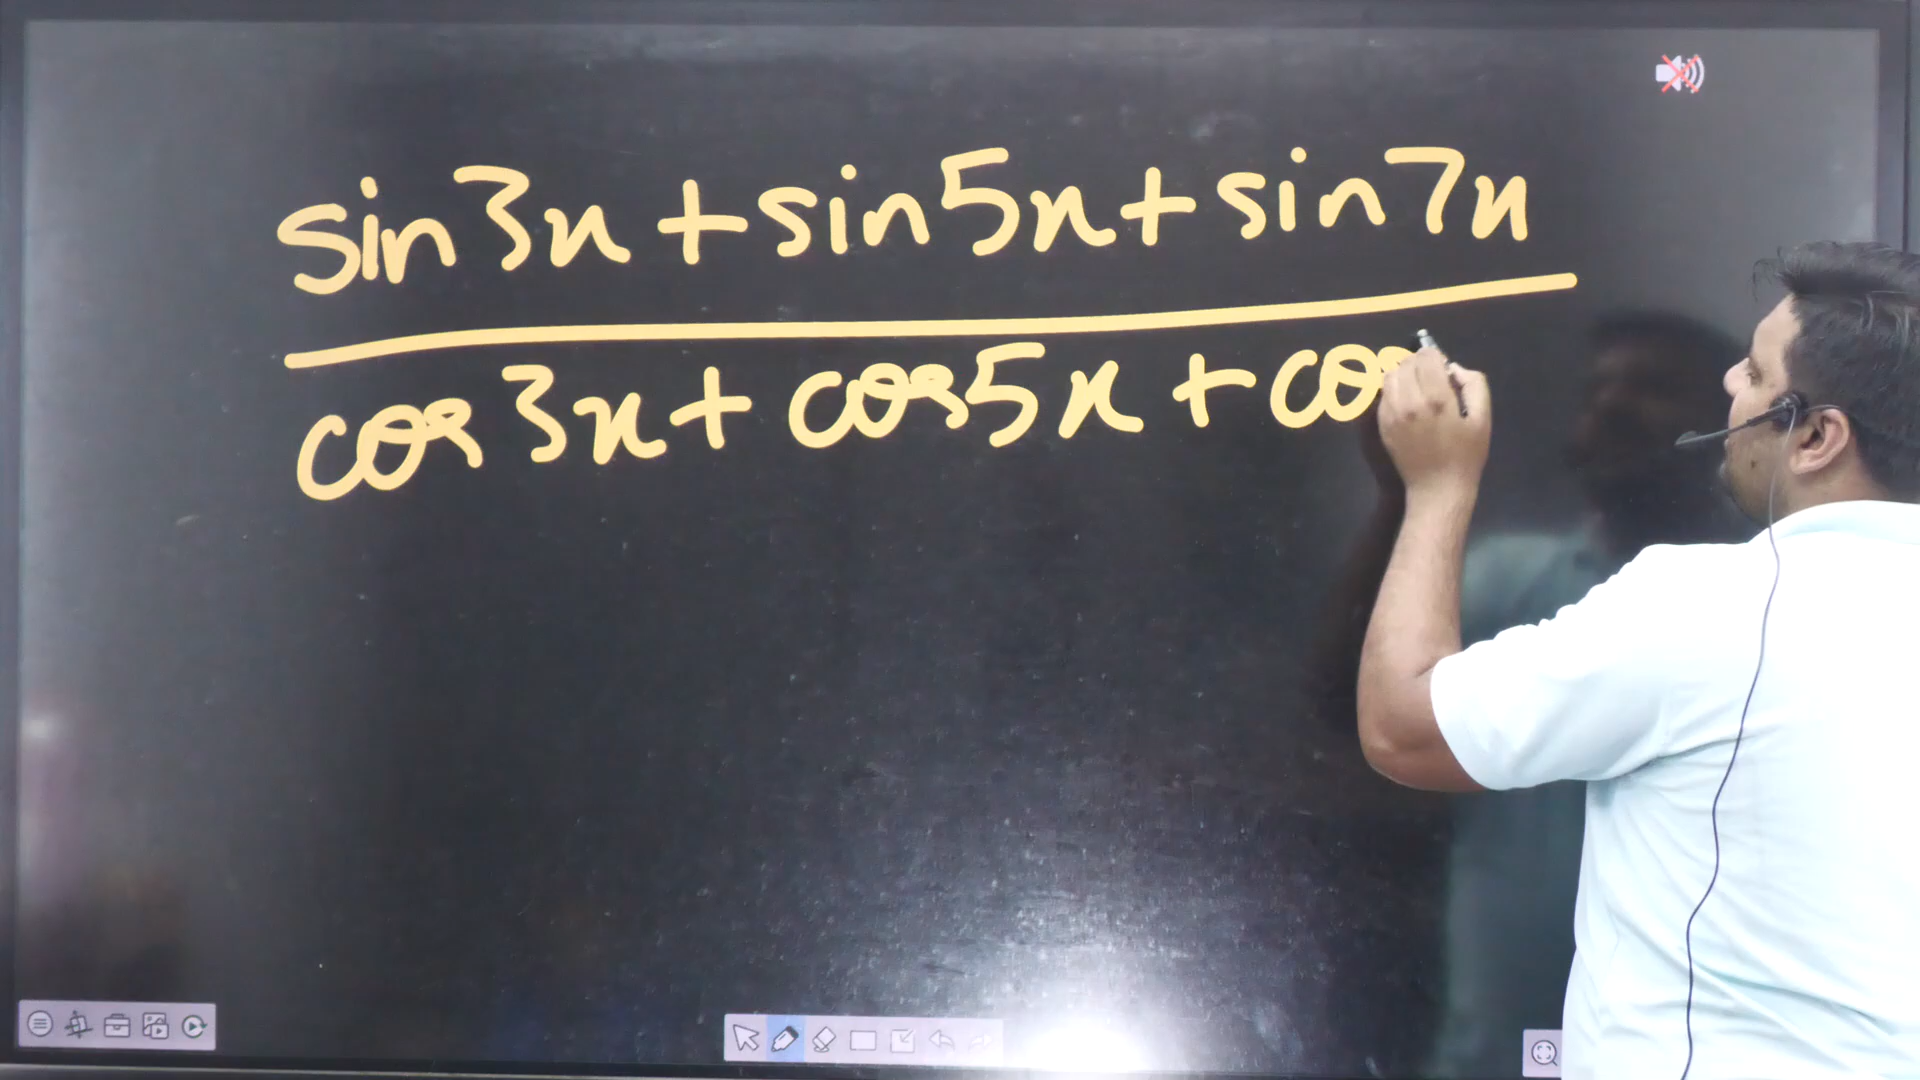 sin3x + sin5x + sin7x
cos3x + cos5x + cos